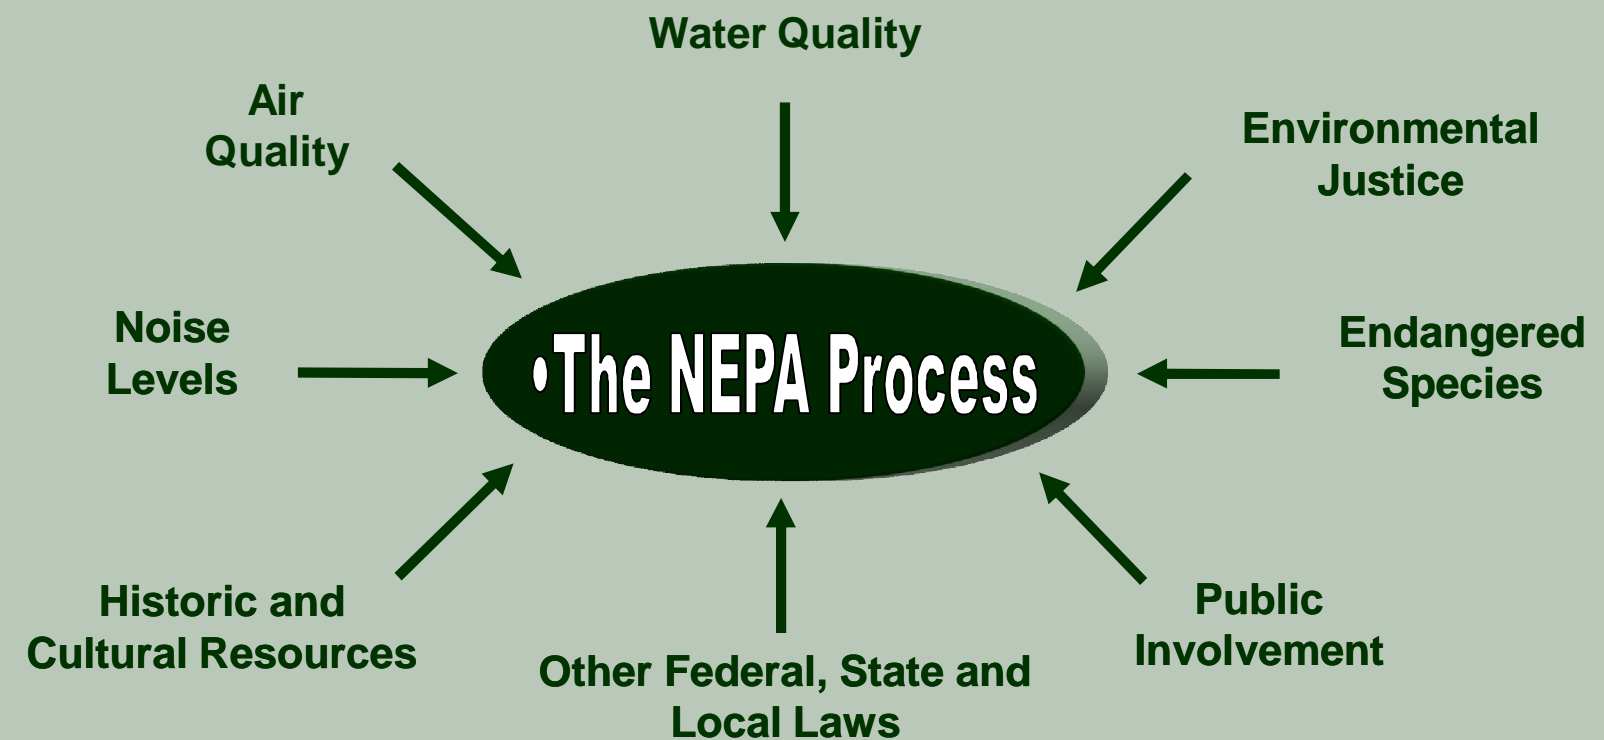 Water Quality
Air
Quality
Environmental
Justice
Noise
Levels
•The NEPA Process
Endangered
Species
Historic and
Cultural Resources
Other Federal, State and
Local Laws
Public
Involvement